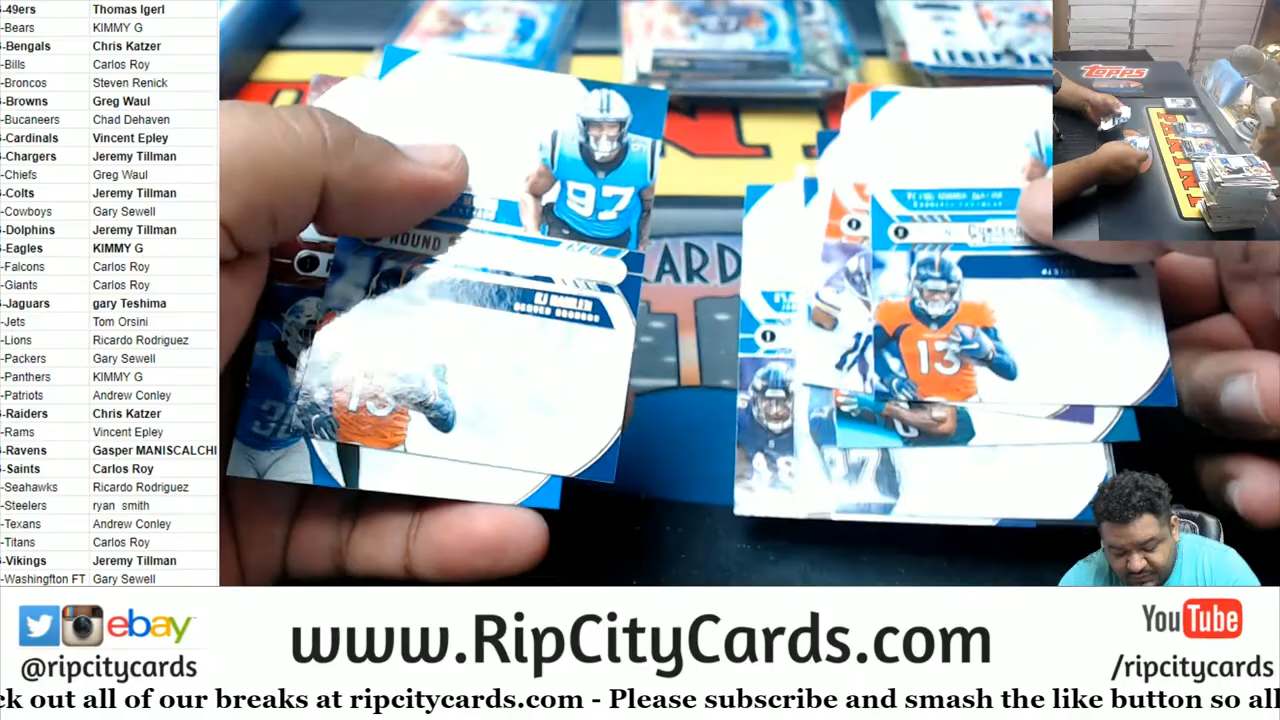 -49ers Thomas Igerl
-Bears KIMMY G
-Bengals Chris Katzer
-Bills Carlos Roy
-Broncos Steven Renick
-Browns Greg Waul
-Bucaneers Chad Dehaven
-Cardinals Vincent Epley
-Chargers Jeremy Tillman
-Chiefs Greg Waul
-Colts Jeremy Tillman
-Cowboys Gary Sewell
-Dolphins Jeremy Tillman
-Eagles KIMMY G
-Falcons Carlos Roy
-Giants Carlos Roy
-Jaguars gary Teshima
-Jets Tom Orsini
-Lions Ricardo Rodriguez
-Packers Gary Sewell
-Panthers KIMMY G
-Patriots Andrew Conley
-Raiders Chris Katzer
-Rams Vincent Epley
-Ravens Gasper MANISCALCHI
-Saints Carlos Roy
-Seahawks Ricardo Rodriguez
-Steelers ryan smith
-Texans Andrew Conley
-Titans Carlos Roy
-Vikings Jeremy Tillman
-Washingfton FT Gary Sewell
97
ROUND
KJ HAMLER
DENVER BRONCOS
13
CARD
13
TOPPS
PANINI
ebay
@ripcitycards
www.RipCityCards.com
YouTube
/ripcitycards
ck out all of our breaks at ripcitycards.com - Please subscribe and smash the like button so all